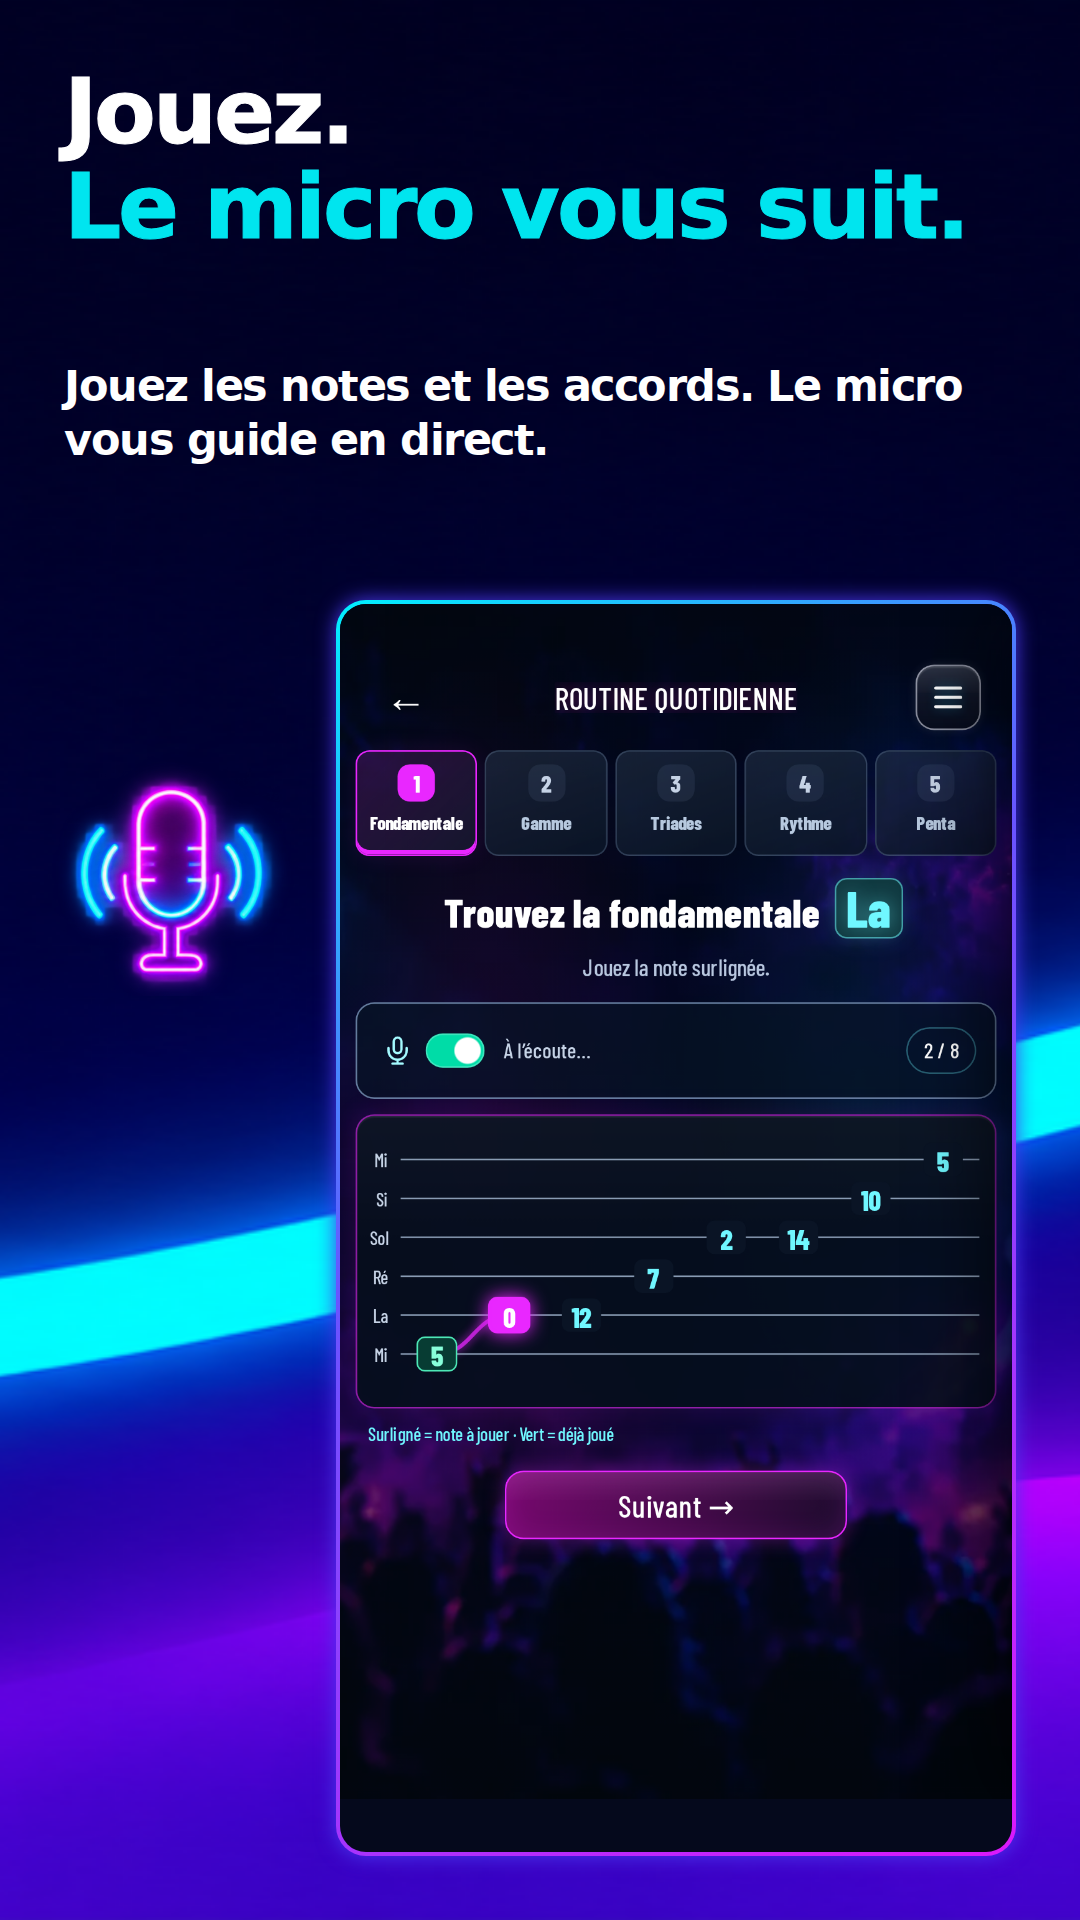 Jouez.
Le micro vous suit.
Jouez les notes et les accords. Le micro
vous guide en direct.
← ROUTINE QUOTIDIENNE
1 2 3 4 5
Fondamentale Gamme Triades Rythme Penta
Trouvez la fondamentale La
Jouez la note surlignée.
À l'écoute... 2 / 8
Mi 5
Si 10
Sol 2 14
Ré 7
La 0 12
Mi 5
Surligné = note à jouer · Vert = déjà joué
Suivant →